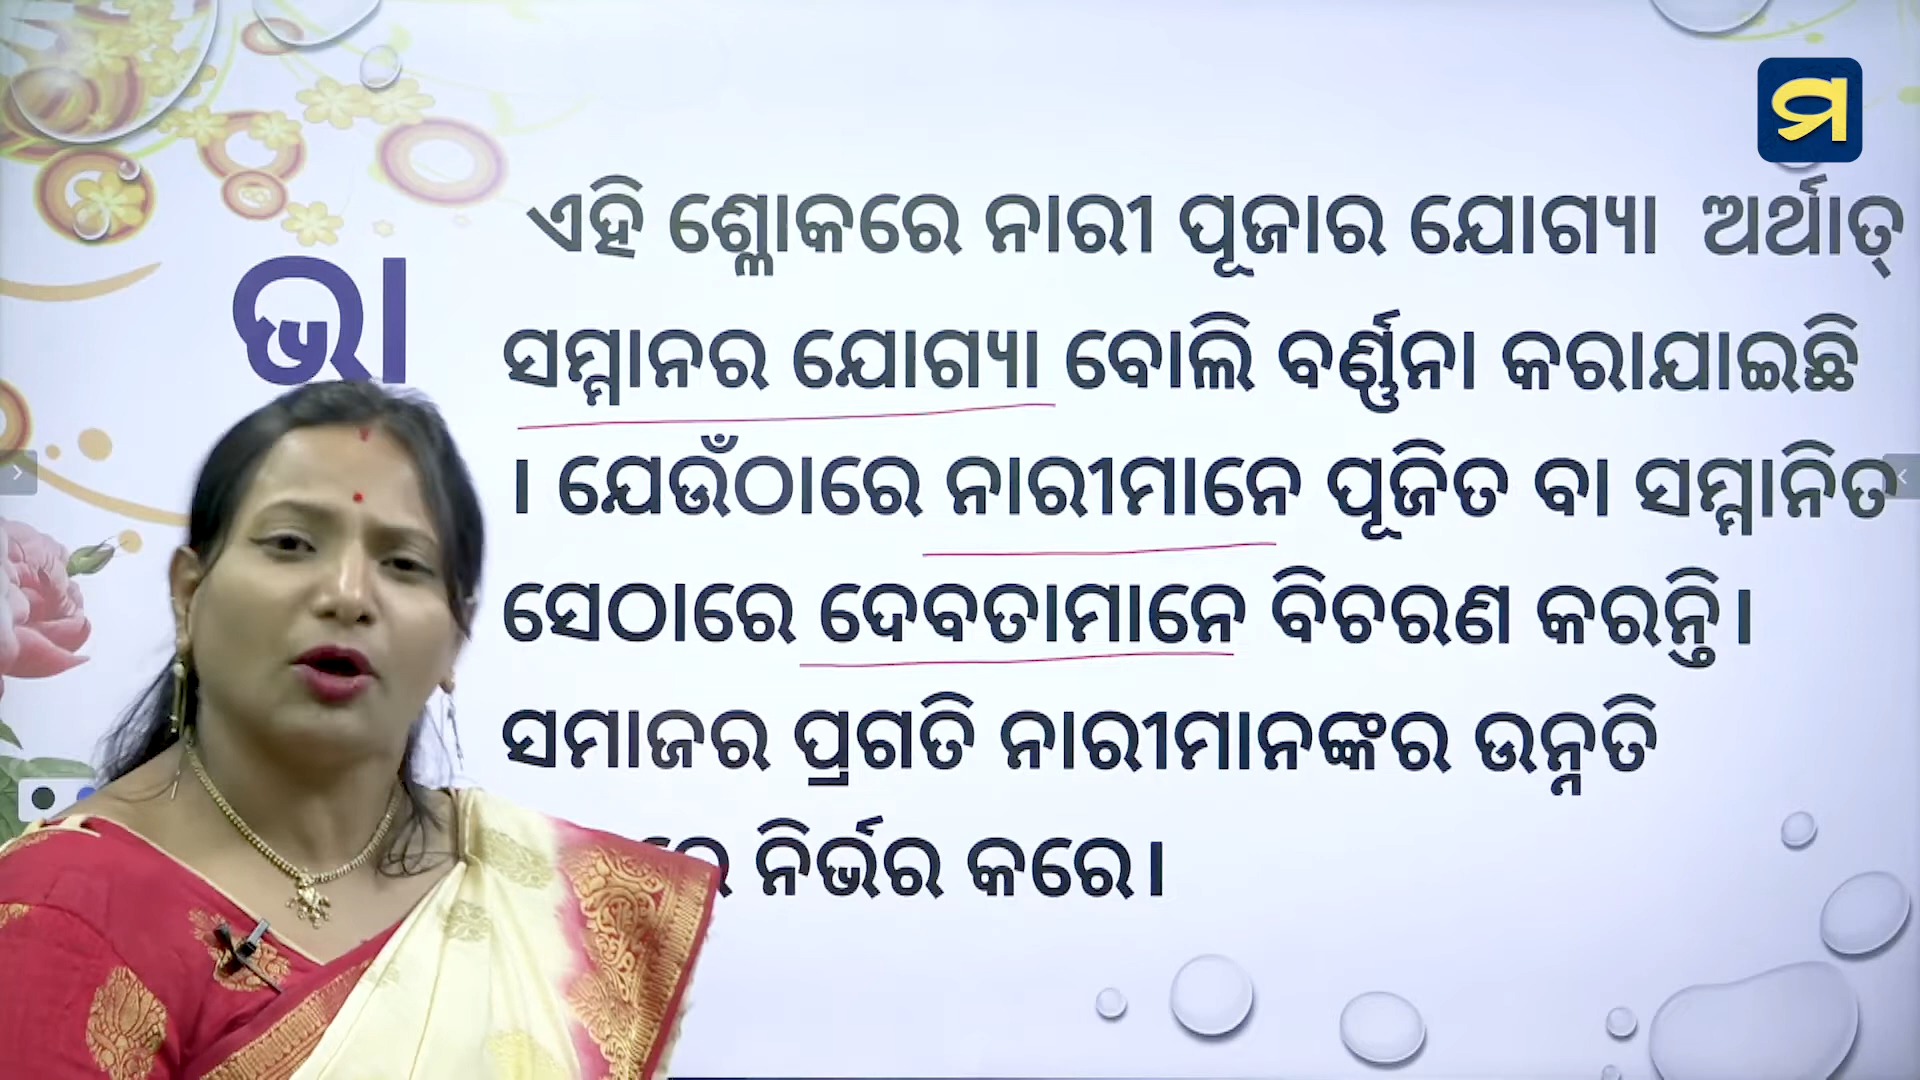 ମ
ଏହି ଶ୍ଳୋକରେ ନାରୀ ପୂଜାର ଯୋଗ୍ୟା ଅର୍ଥାତ୍
ଭା
ସମ୍ମାନର ଯୋଗ୍ୟା ବୋଲି ବର୍ଣ୍ଣନା କରାଯାଇଛି
। ଯେଉଁଠାରେ ନାରୀମାନେ ପୂଜିତ ବା ସମ୍ମାନିତ
ସେଠାରେ ଦେବତାମାନେ ବିଚରଣ କରନ୍ତି।
ସମାଜର ପ୍ରଗତି ନାରୀମାନଙ୍କର ଉନ୍ନତି
ନିର୍ଭର କରେ।